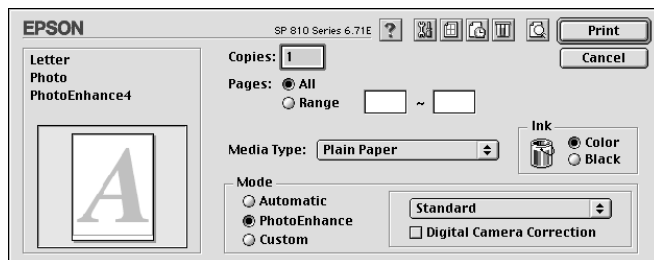 EPSON
SP 810 Series 6.71E
?
Print
Letter
Photo
PhotoEnhance4
Copies: 1
Cancel
Pages: All
Range ~
A
Media Type: Plain Paper
Ink
Color
Black
Mode
Automatic
PhotoEnhance
Custom
Standard
Digital Camera Correction